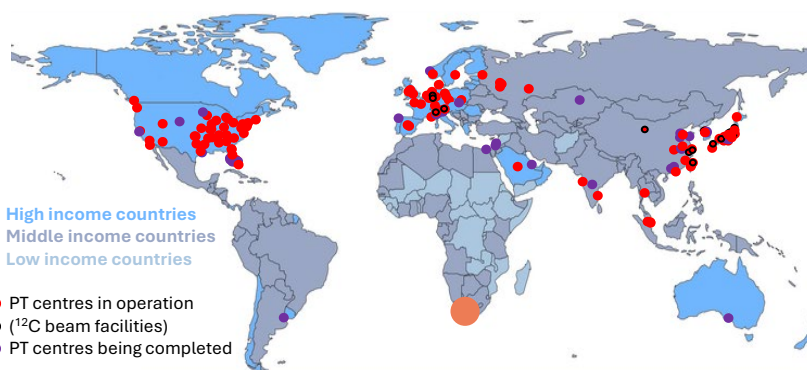 High income countries
Middle income countries
Low income countries
PT centres in operation
(¹²C beam facilities)
PT centres being completed